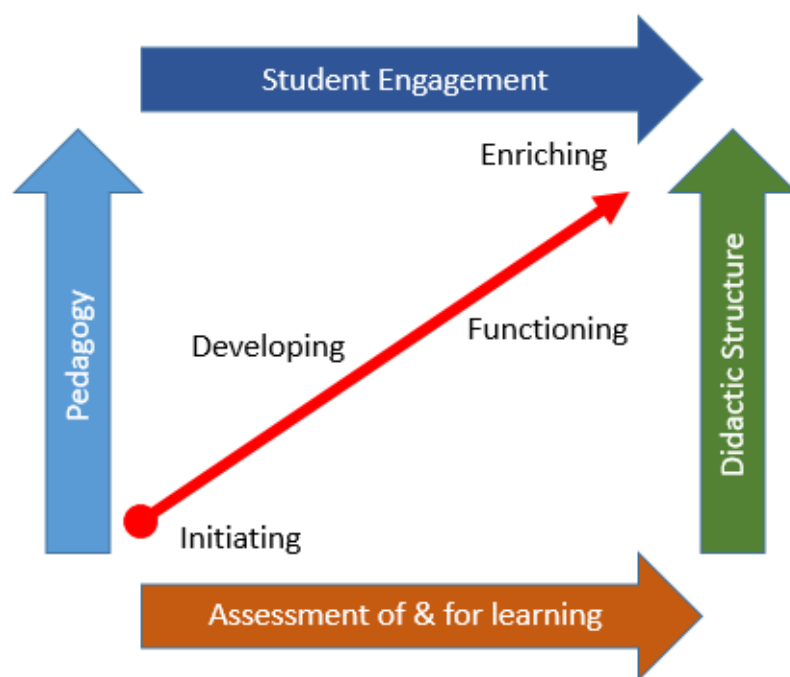 Student Engagement
Enriching
Pedagogy
Developing
Functioning
Didactic Structure
Initiating
Assessment of & for learning